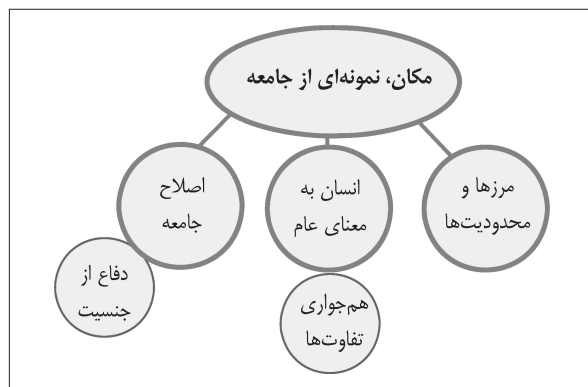 مکان، نمونه‌ای از جامعه
مرزها و
محدودیت‌ها
انسان به
معنای عام
اصلاح
جامعه
هم‌جواری
تفاوت‌ها
دفاع از
جنسیت